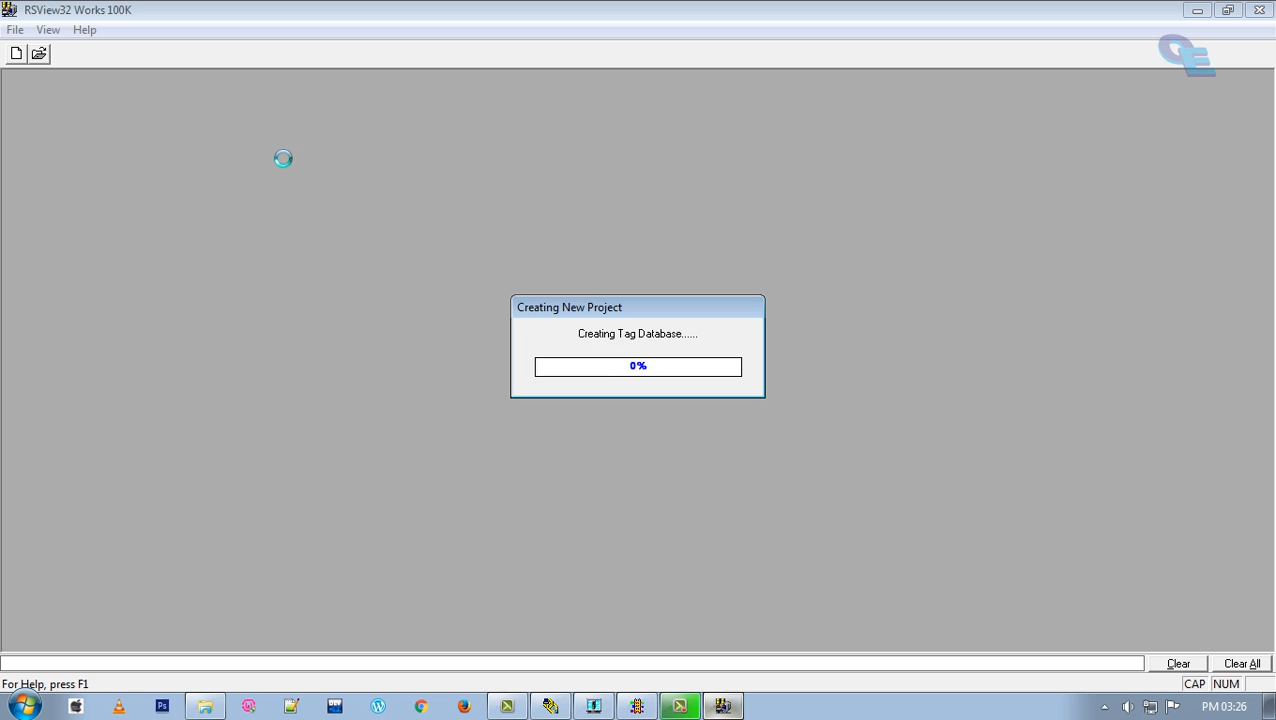 RSView32 Works 100K
File View Help
Creating New Project
Creating Tag Database......
0%
Clear Clear All
For Help, press F1
CAP NUM
PM 03:26